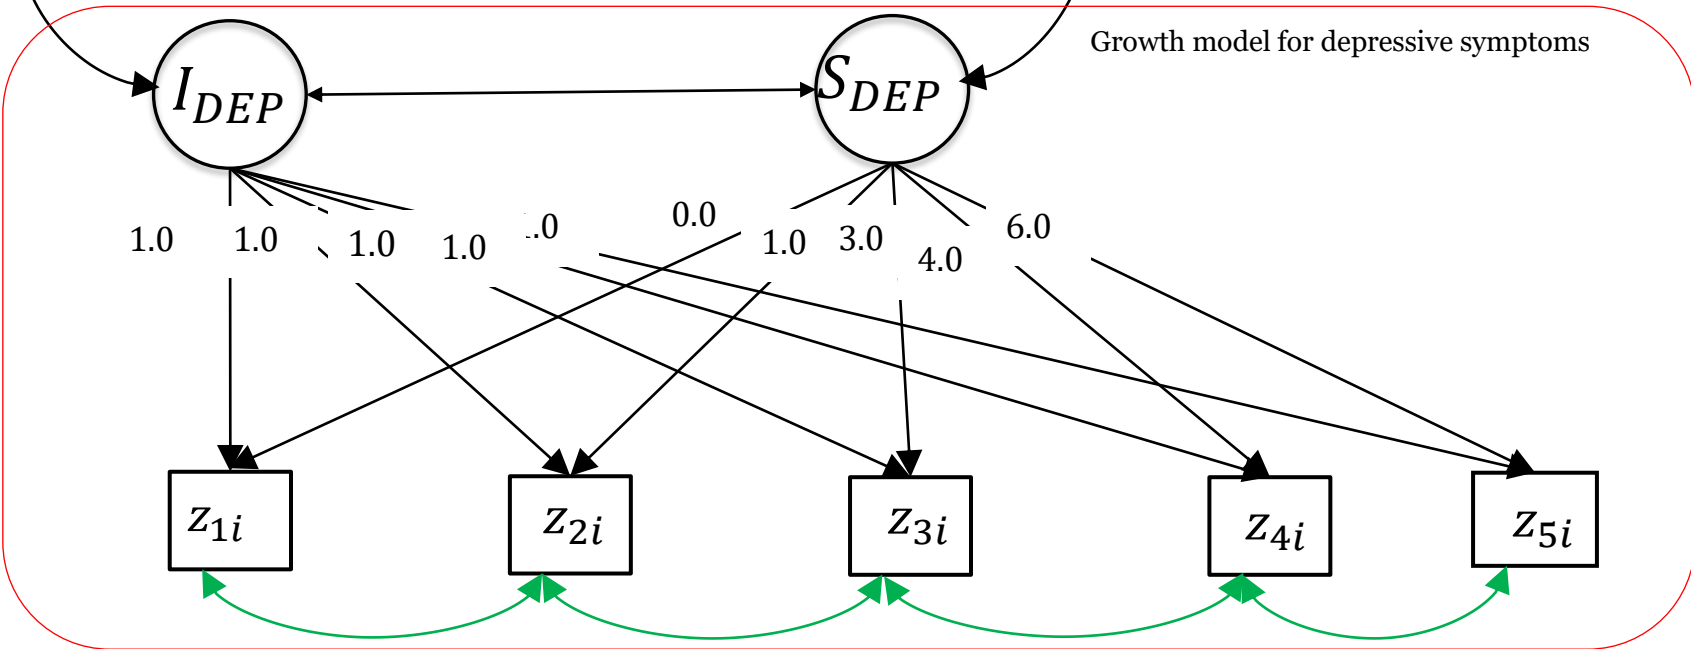 Growth model for depressive symptoms
I_DEP
S_DEP
1.0 1.0 1.0 1.0 .0 0.0 1.0 3.0 4.0 6.0
z_1i z_2i z_3i z_4i z_5i